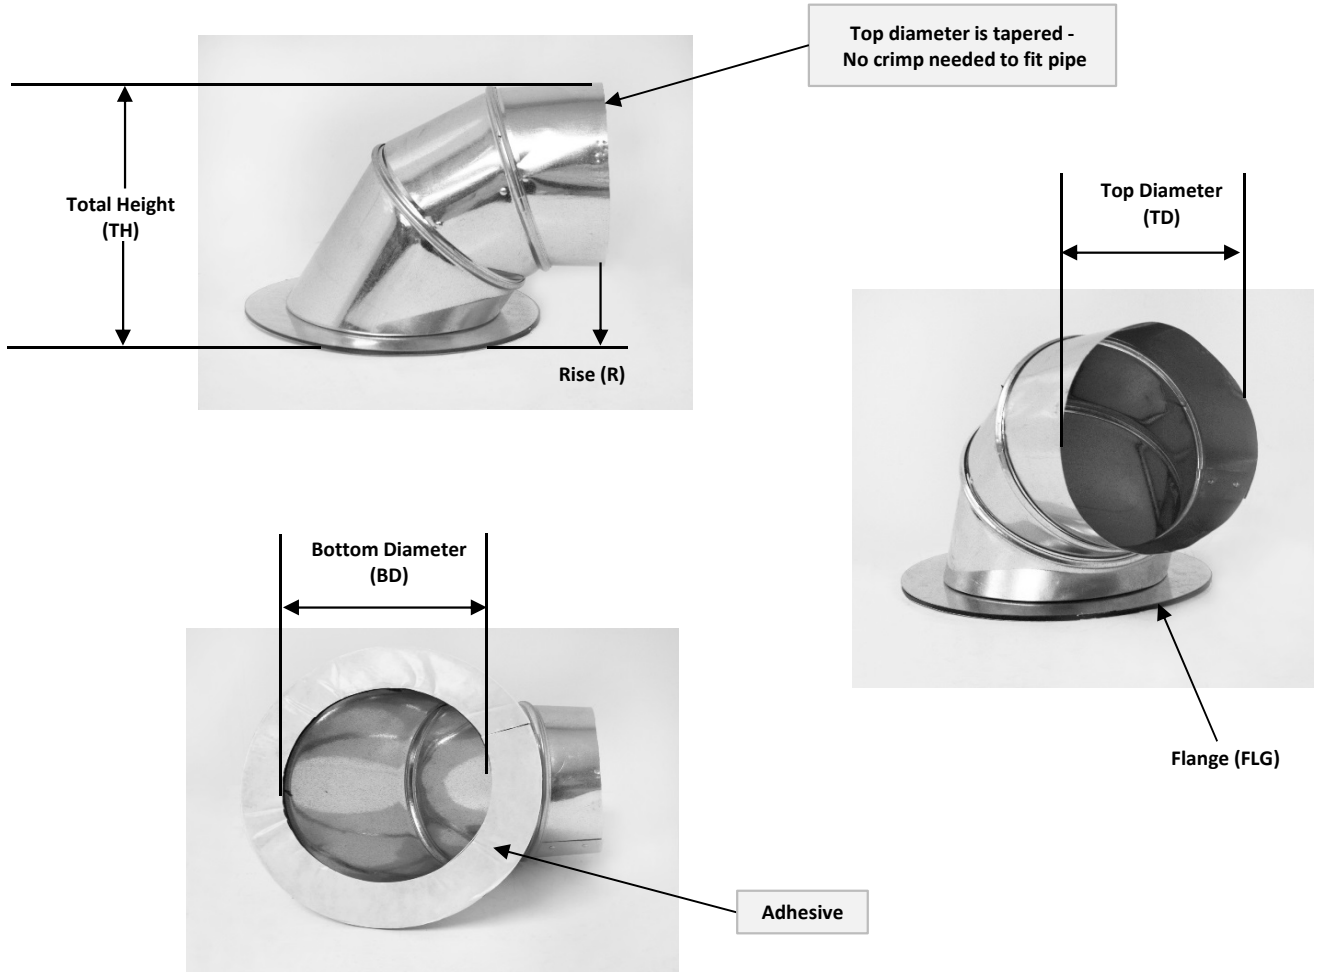 Top diameter is tapered -
No crimp needed to fit pipe
Total Height
(TH)
Top Diameter
(TD)
Rise (R)
Bottom Diameter
(BD)
Flange (FLG)
Adhesive